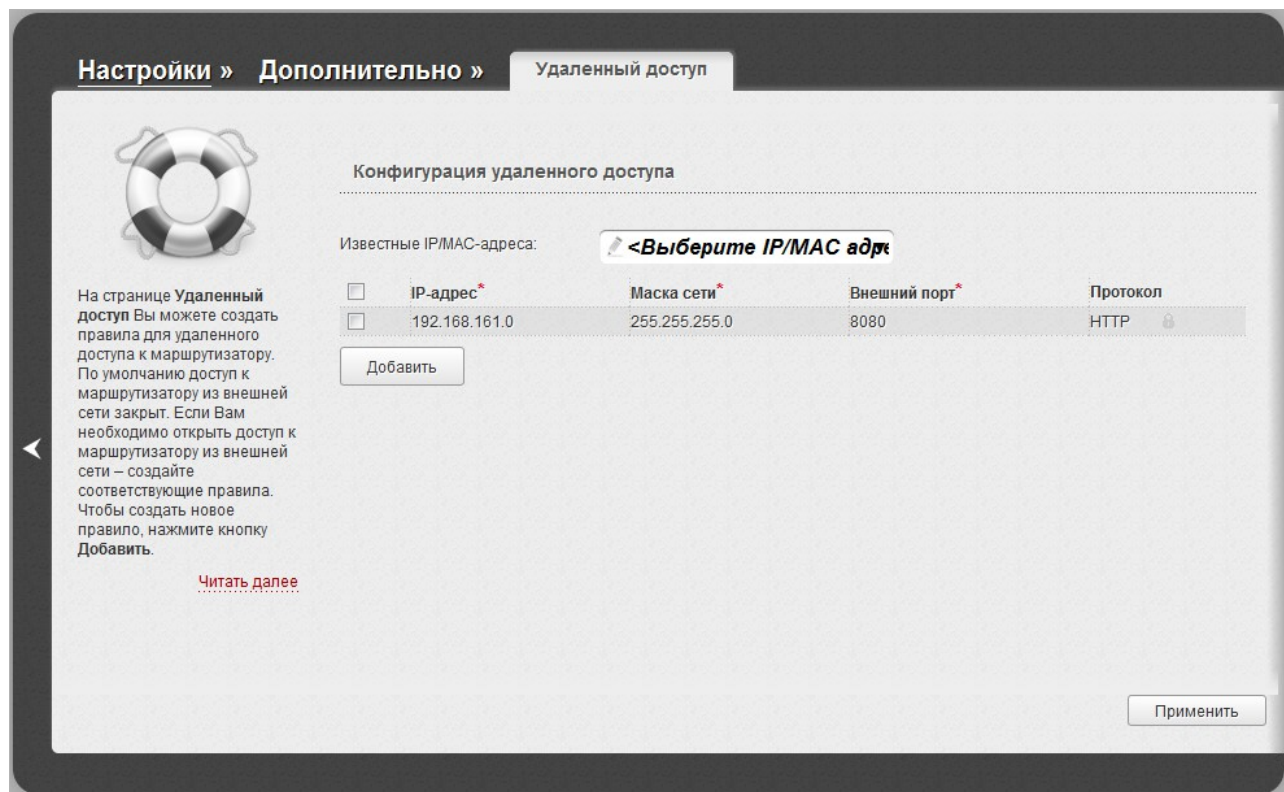 Настройки » Дополнительно » Удаленный доступ
Конфигурация удаленного доступа
Известные IP/MAC-адреса: <Выберите IP/MAC адре
IP-адрес* Маска сети* Внешний порт* Протокол
192.168.161.0 255.255.255.0 8080 HTTP
Добавить
На странице Удаленный
доступ Вы можете создать
правила для удаленного
доступа к маршрутизатору.
По умолчанию доступ к
маршрутизатору из внешней
сети закрыт. Если Вам
необходимо открыть доступ к
маршрутизатору из внешней
сети – создайте
соответствующие правила.
Чтобы создать новое
правило, нажмите кнопку
Добавить.
Читать далее
Применить